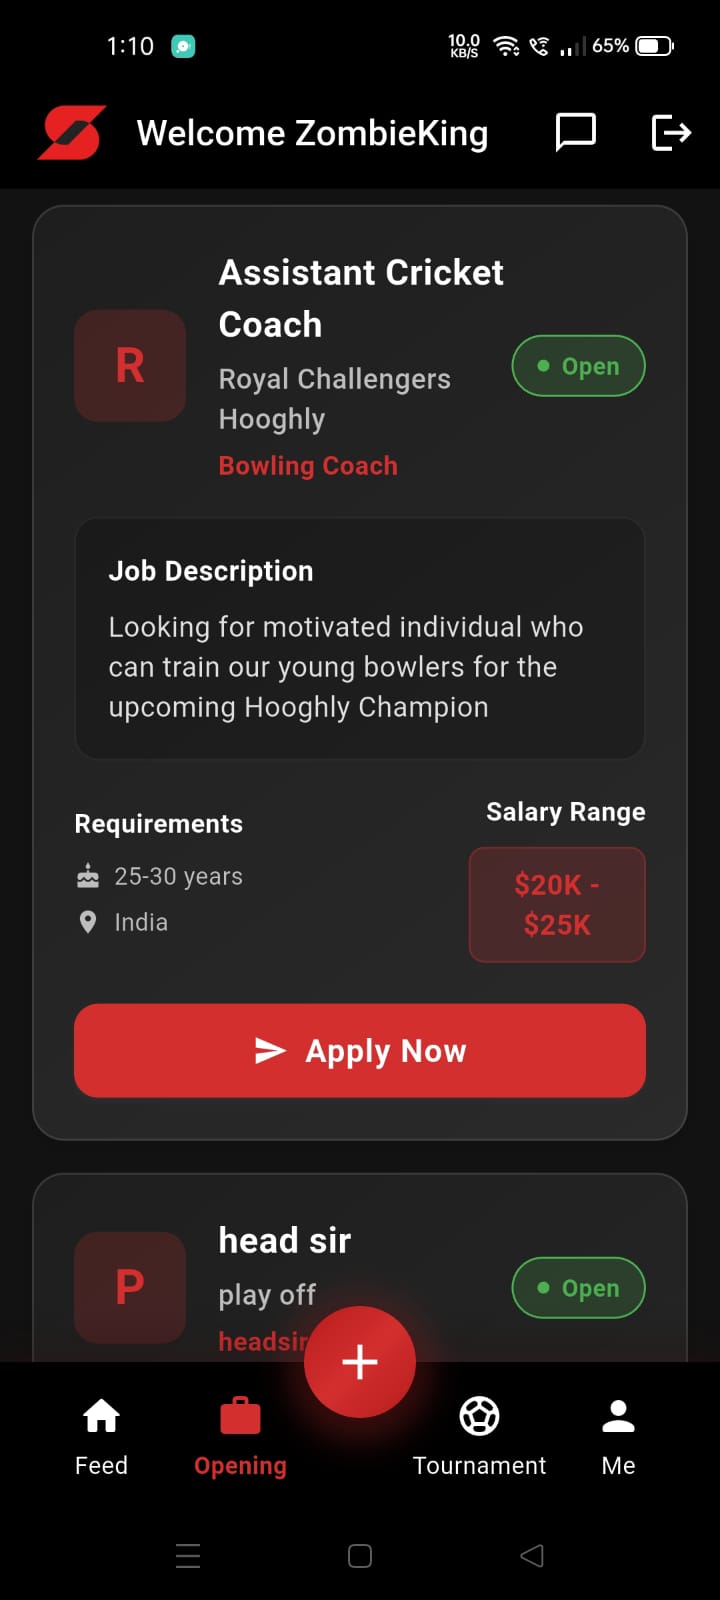 1:10
10.0
KB/S
65%
Welcome ZombieKing
Assistant Cricket
Coach
R
Royal Challengers
Hooghly
Open
Bowling Coach
Job Description
Looking for motivated individual who
can train our young bowlers for the
upcoming Hooghly Champion
Requirements
25-30 years
India
Salary Range
$20K -
$25K
Apply Now
P
head sir
play off
headsir
Open
Feed
Opening
Tournament
Me